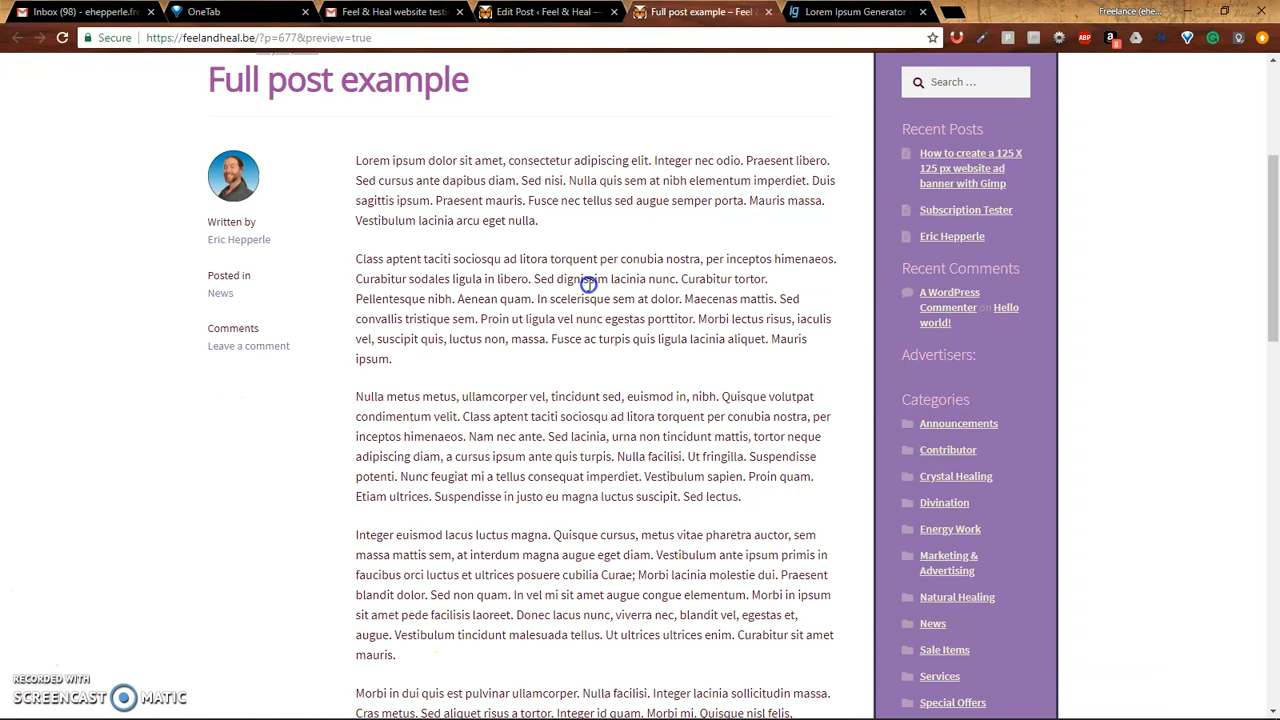 Inbox (98) - ehepperle.fre
OneTab
Feel & Heal website testi
Edit Post ‹ Feel & Heal —
Full post example – Feel
Lorem Ipsum Generator
Freelance (ehe...
Secure
https://feelandheal.be/?p=677&preview=true
Full post example
Written by
Eric Hepperle
Posted in
News
Comments
Leave a comment
Lorem ipsum dolor sit amet, consectetur adipiscing elit. Integer nec odio. Praesent libero.
Sed cursus ante dapibus diam. Sed nisi. Nulla quis sem at nibh elementum imperdiet. Duis
sagittis ipsum. Praesent mauris. Fusce nec tellus sed augue semper porta. Mauris massa.
Vestibulum lacinia arcu eget nulla.
Class aptent taciti sociosqu ad litora torquent per conubia nostra, per inceptos himenaeos.
Curabitur sodales ligula in libero. Sed dignissim lacinia nunc. Curabitur tortor.
Pellentesque nibh. Aenean quam. In scelerisque sem at dolor. Maecenas mattis. Sed
convallis tristique sem. Proin ut ligula vel nunc egestas porttitor. Morbi lectus risus, iaculis
vel, suscipit quis, luctus non, massa. Fusce ac turpis quis ligula lacinia aliquet. Mauris
ipsum.
Nulla metus metus, ullamcorper vel, tincidunt sed, euismod in, nibh. Quisque volutpat
condimentum velit. Class aptent taciti sociosqu ad litora torquent per conubia nostra, per
inceptos himenaeos. Nam nec ante. Sed lacinia, urna non tincidunt mattis, tortor neque
adipiscing diam, a cursus ipsum ante quis turpis. Nulla facilisi. Ut fringilla. Suspendisse
potenti. Nunc feugiat mi a tellus consequat imperdiet. Vestibulum sapien. Proin quam.
Etiam ultrices. Suspendisse in justo eu magna luctus suscipit. Sed lectus.
Integer euismod lacus luctus magna. Quisque cursus, metus vitae pharetra auctor, sem
massa mattis sem, at interdum magna augue eget diam. Vestibulum ante ipsum primis in
faucibus orci luctus et ultrices posuere cubilia Curae; Morbi lacinia molestie dui. Praesent
blandit dolor. Sed non quam. In vel mi sit amet augue congue elementum. Morbi in ipsum
sit amet pede facilisis laoreet. Donec lacus nunc, viverra nec, blandit vel, egestas et,
augue. Vestibulum tincidunt malesuada tellus. Ut ultrices ultrices enim. Curabitur sit amet
mauris.
Morbi in dui quis est pulvinar ullamcorper. Nulla facilisi. Integer lacinia sollicitudin massa.
Cras metus. Sed aliquet risus a tortor. Integer id quam. Morbi mi. Quisque nisl felis,
Search …
Recent Posts
How to create a 125 X
125 px website ad
banner with Gimp
Subscription Tester
Eric Hepperle
Recent Comments
A WordPress
Commenter on Hello
world!
Advertisers:
Categories
Announcements
Contributor
Crystal Healing
Divination
Energy Work
Marketing &
Advertising
Natural Healing
News
Sale Items
Services
Special Offers
RECORDED WITH
SCREENCAST MATIC